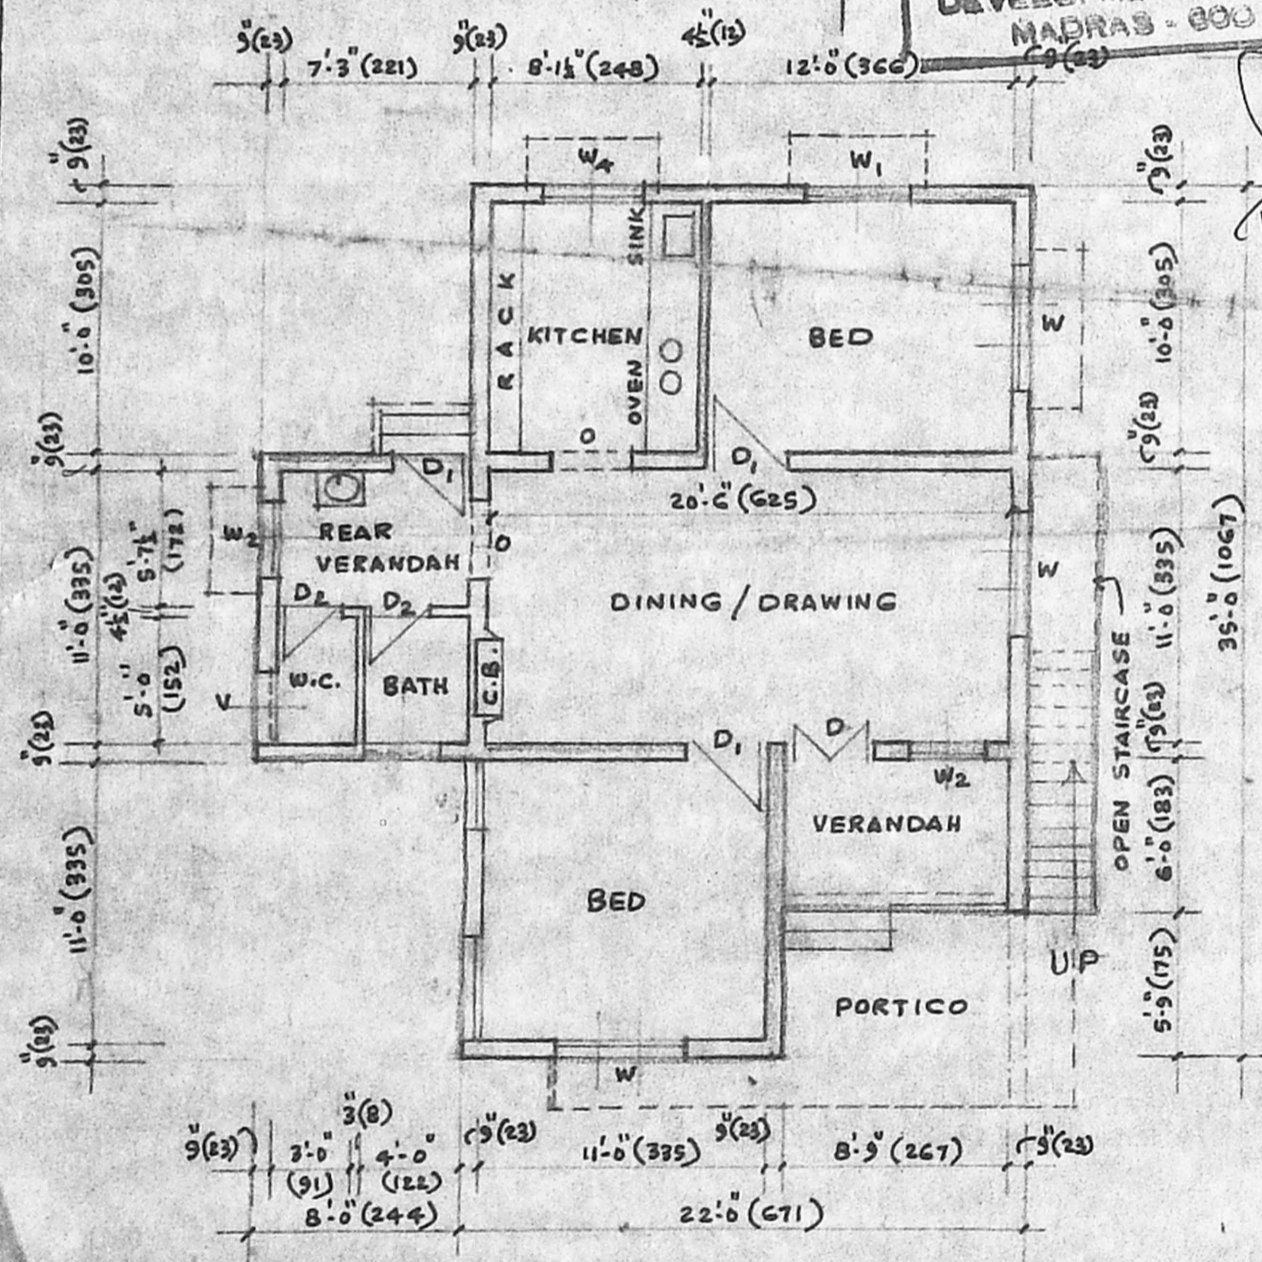 MADRAS - 600
9"(23)
9"(23)
4½"(12)
9"(23)
7'-3"(221)
8'-1½"(248)
12'-0"(366)
9"(23)
9"(23)
W4
W1
SINK
RACK
10'-0"(305)
10'-0"(305)
KITCHEN
BED
W
OVEN
O
9"(23)
9"(23)
D1
D1
20'-6"(625)
W2
REAR
VERANDAH
O
W
5'-7½"
(172)
11'-0"(335)
35'-0"(1067)
DINING/DRAWING
11'-0"(335)
4½"(12)
D2
D2
W.C.
BATH
C.B.
OPEN STAIRCASE
5'-0"
(152)
V
9"(23)
9"(23)
D1
D
W2
VERANDAH
6'-0"(183)
BED
11'-0"(335)
UP
PORTICO
5'-9"(175)
9"(23)
W
3"(8)
9"(23)
3'-0"
(91)
4'-0"
(122)
9"(23)
11'-0"(335)
9"(23)
8'-9"(267)
9"(23)
8'-0"(244)
22'-0"(671)